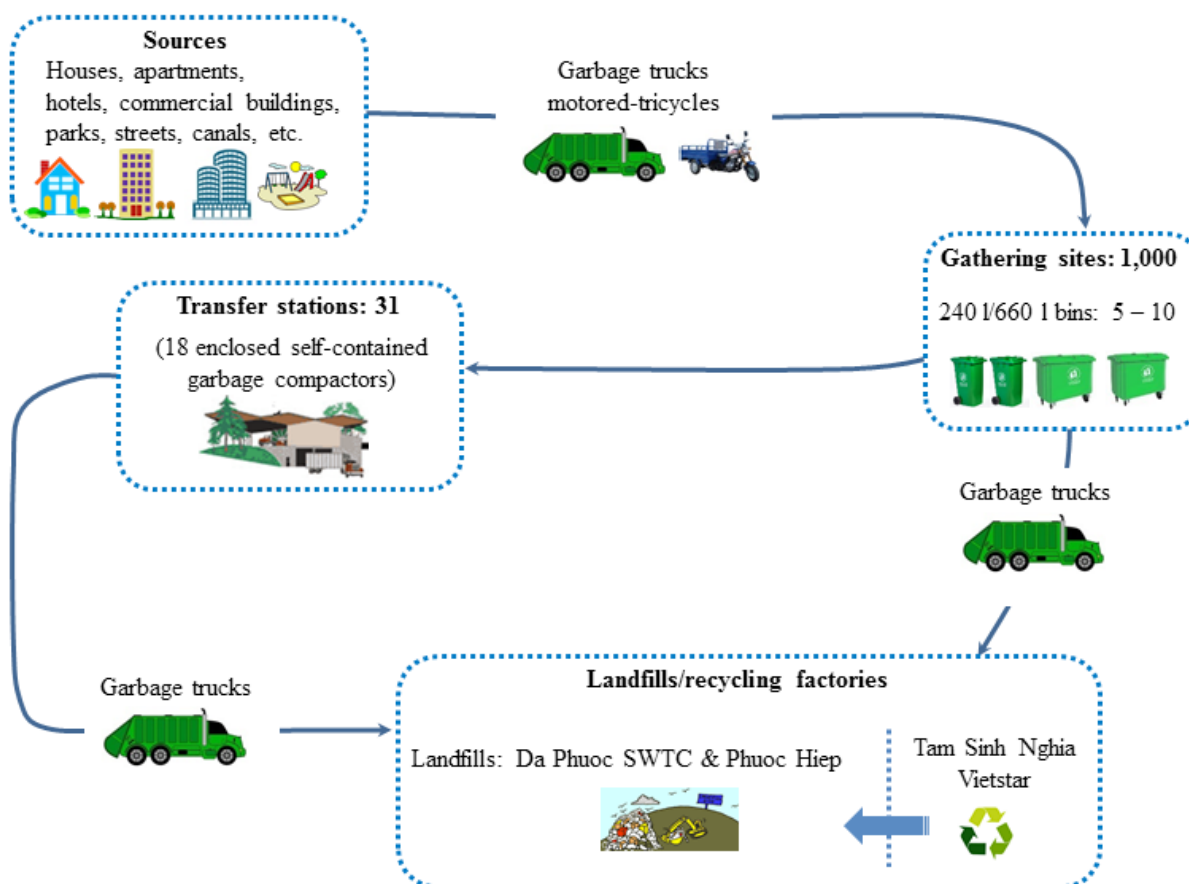 Sources
Houses, apartments,
hotels, commercial buildings,
parks, streets, canals, etc.
Garbage trucks
motored-tricycles
Gathering sites: 1,000
240 l/660 l bins: 5 – 10
Transfer stations: 31
(18 enclosed self-contained
garbage compactors)
Garbage trucks
Garbage trucks
Landfills/recycling factories
Landfills: Da Phuoc SWTC & Phuoc Hiep
Tam Sinh Nghia
Vietstar